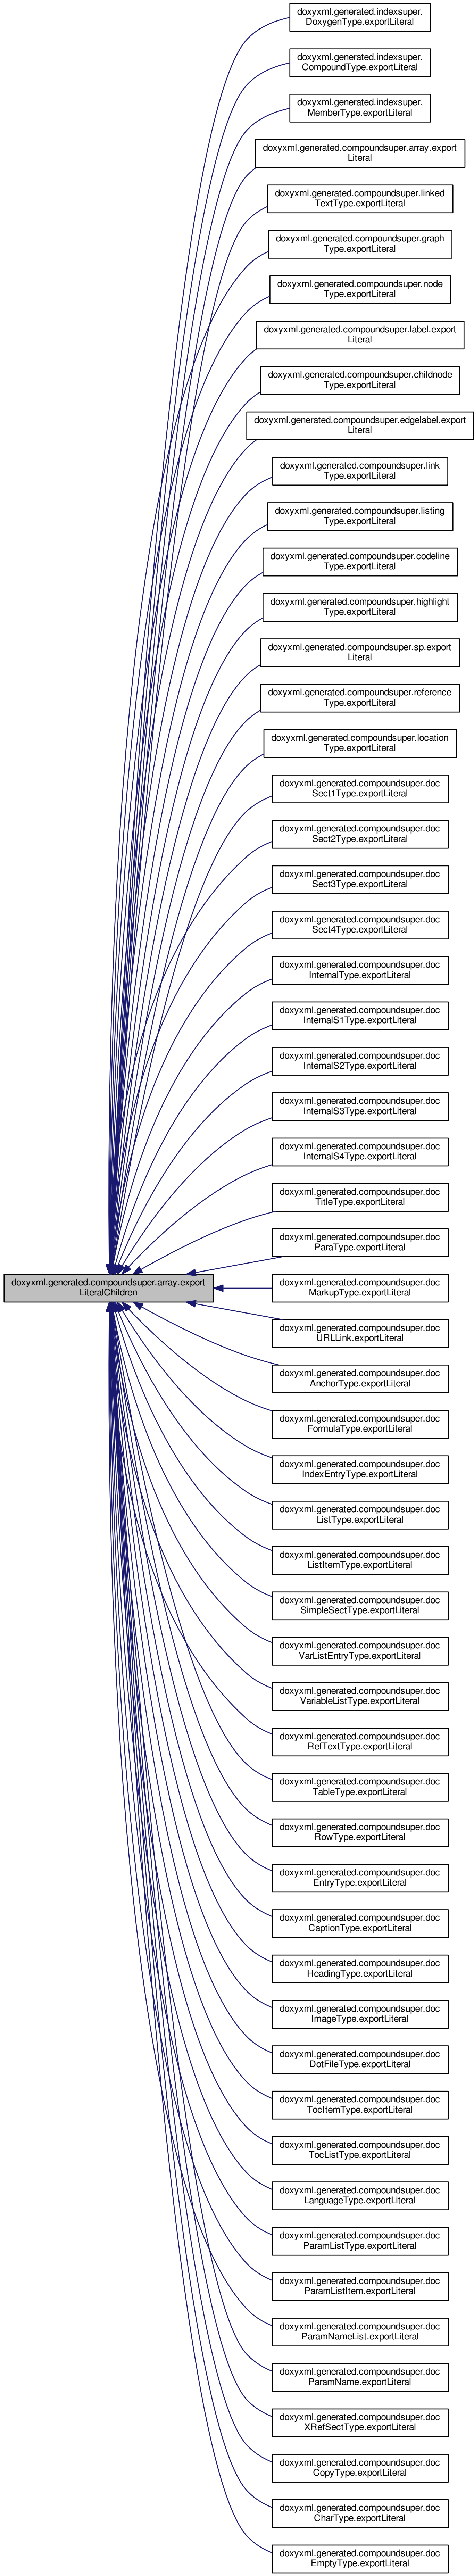 doxyxml.generated.indexsuper.
DoxygenType.exportLiteral
doxyxml.generated.indexsuper.
CompoundType.exportLiteral
doxyxml.generated.indexsuper.
MemberType.exportLiteral
doxyxml.generated.compoundsuper.array.export
Literal
doxyxml.generated.compoundsuper.linked
TextType.exportLiteral
doxyxml.generated.compoundsuper.graph
Type.exportLiteral
doxyxml.generated.compoundsuper.node
Type.exportLiteral
doxyxml.generated.compoundsuper.label.export
Literal
doxyxml.generated.compoundsuper.childnode
Type.exportLiteral
doxyxml.generated.compoundsuper.edgelabel.export
Literal
doxyxml.generated.compoundsuper.link
Type.exportLiteral
doxyxml.generated.compoundsuper.listing
Type.exportLiteral
doxyxml.generated.compoundsuper.codeline
Type.exportLiteral
doxyxml.generated.compoundsuper.highlight
Type.exportLiteral
doxyxml.generated.compoundsuper.sp.export
Literal
doxyxml.generated.compoundsuper.reference
Type.exportLiteral
doxyxml.generated.compoundsuper.location
Type.exportLiteral
doxyxml.generated.compoundsuper.doc
Sect1Type.exportLiteral
doxyxml.generated.compoundsuper.doc
Sect2Type.exportLiteral
doxyxml.generated.compoundsuper.doc
Sect3Type.exportLiteral
doxyxml.generated.compoundsuper.doc
Sect4Type.exportLiteral
doxyxml.generated.compoundsuper.doc
InternalType.exportLiteral
doxyxml.generated.compoundsuper.doc
InternalS1Type.exportLiteral
doxyxml.generated.compoundsuper.doc
InternalS2Type.exportLiteral
doxyxml.generated.compoundsuper.doc
InternalS3Type.exportLiteral
doxyxml.generated.compoundsuper.doc
InternalS4Type.exportLiteral
doxyxml.generated.compoundsuper.doc
TitleType.exportLiteral
doxyxml.generated.compoundsuper.doc
ParaType.exportLiteral
doxyxml.generated.compoundsuper.array.export
LiteralChildren
doxyxml.generated.compoundsuper.doc
MarkupType.exportLiteral
doxyxml.generated.compoundsuper.doc
URLLink.exportLiteral
doxyxml.generated.compoundsuper.doc
AnchorType.exportLiteral
doxyxml.generated.compoundsuper.doc
FormulaType.exportLiteral
doxyxml.generated.compoundsuper.doc
IndexEntryType.exportLiteral
doxyxml.generated.compoundsuper.doc
ListType.exportLiteral
doxyxml.generated.compoundsuper.doc
ListItemType.exportLiteral
doxyxml.generated.compoundsuper.doc
SimpleSectType.exportLiteral
doxyxml.generated.compoundsuper.doc
VarListEntryType.exportLiteral
doxyxml.generated.compoundsuper.doc
VariableListType.exportLiteral
doxyxml.generated.compoundsuper.doc
RefTextType.exportLiteral
doxyxml.generated.compoundsuper.doc
TableType.exportLiteral
doxyxml.generated.compoundsuper.doc
RowType.exportLiteral
doxyxml.generated.compoundsuper.doc
EntryType.exportLiteral
doxyxml.generated.compoundsuper.doc
CaptionType.exportLiteral
doxyxml.generated.compoundsuper.doc
HeadingType.exportLiteral
doxyxml.generated.compoundsuper.doc
ImageType.exportLiteral
doxyxml.generated.compoundsuper.doc
DotFileType.exportLiteral
doxyxml.generated.compoundsuper.doc
TocItemType.exportLiteral
doxyxml.generated.compoundsuper.doc
TocListType.exportLiteral
doxyxml.generated.compoundsuper.doc
LanguageType.exportLiteral
doxyxml.generated.compoundsuper.doc
ParamListType.exportLiteral
doxyxml.generated.compoundsuper.doc
ParamListItem.exportLiteral
doxyxml.generated.compoundsuper.doc
ParamNameList.exportLiteral
doxyxml.generated.compoundsuper.doc
ParamName.exportLiteral
doxyxml.generated.compoundsuper.doc
XRefSectType.exportLiteral
doxyxml.generated.compoundsuper.doc
CopyType.exportLiteral
doxyxml.generated.compoundsuper.doc
CharType.exportLiteral
doxyxml.generated.compoundsuper.doc
EmptyType.exportLiteral